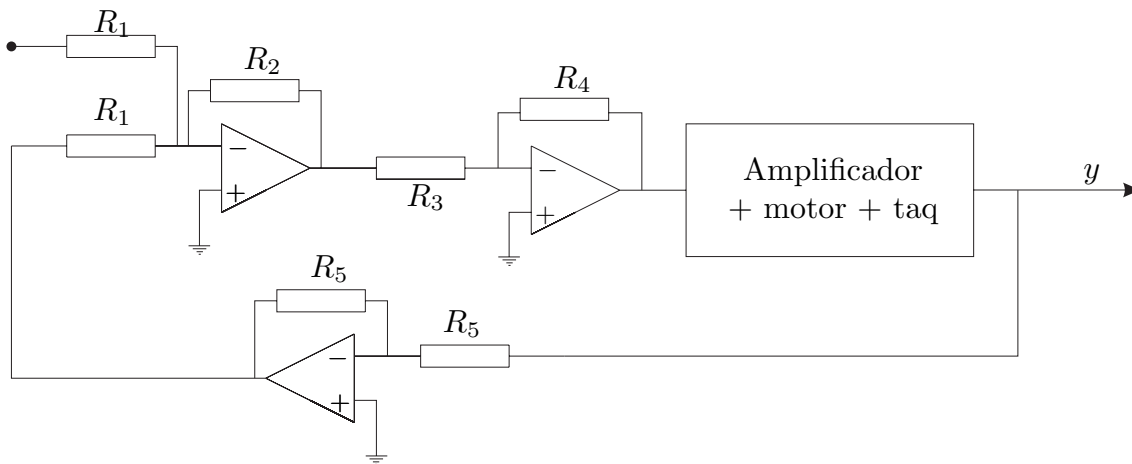 R₁
R₂
R₁
R₄
−
+
R₃
−
+
Amplificador
+ motor + taq
y
R₅
R₅
−
+